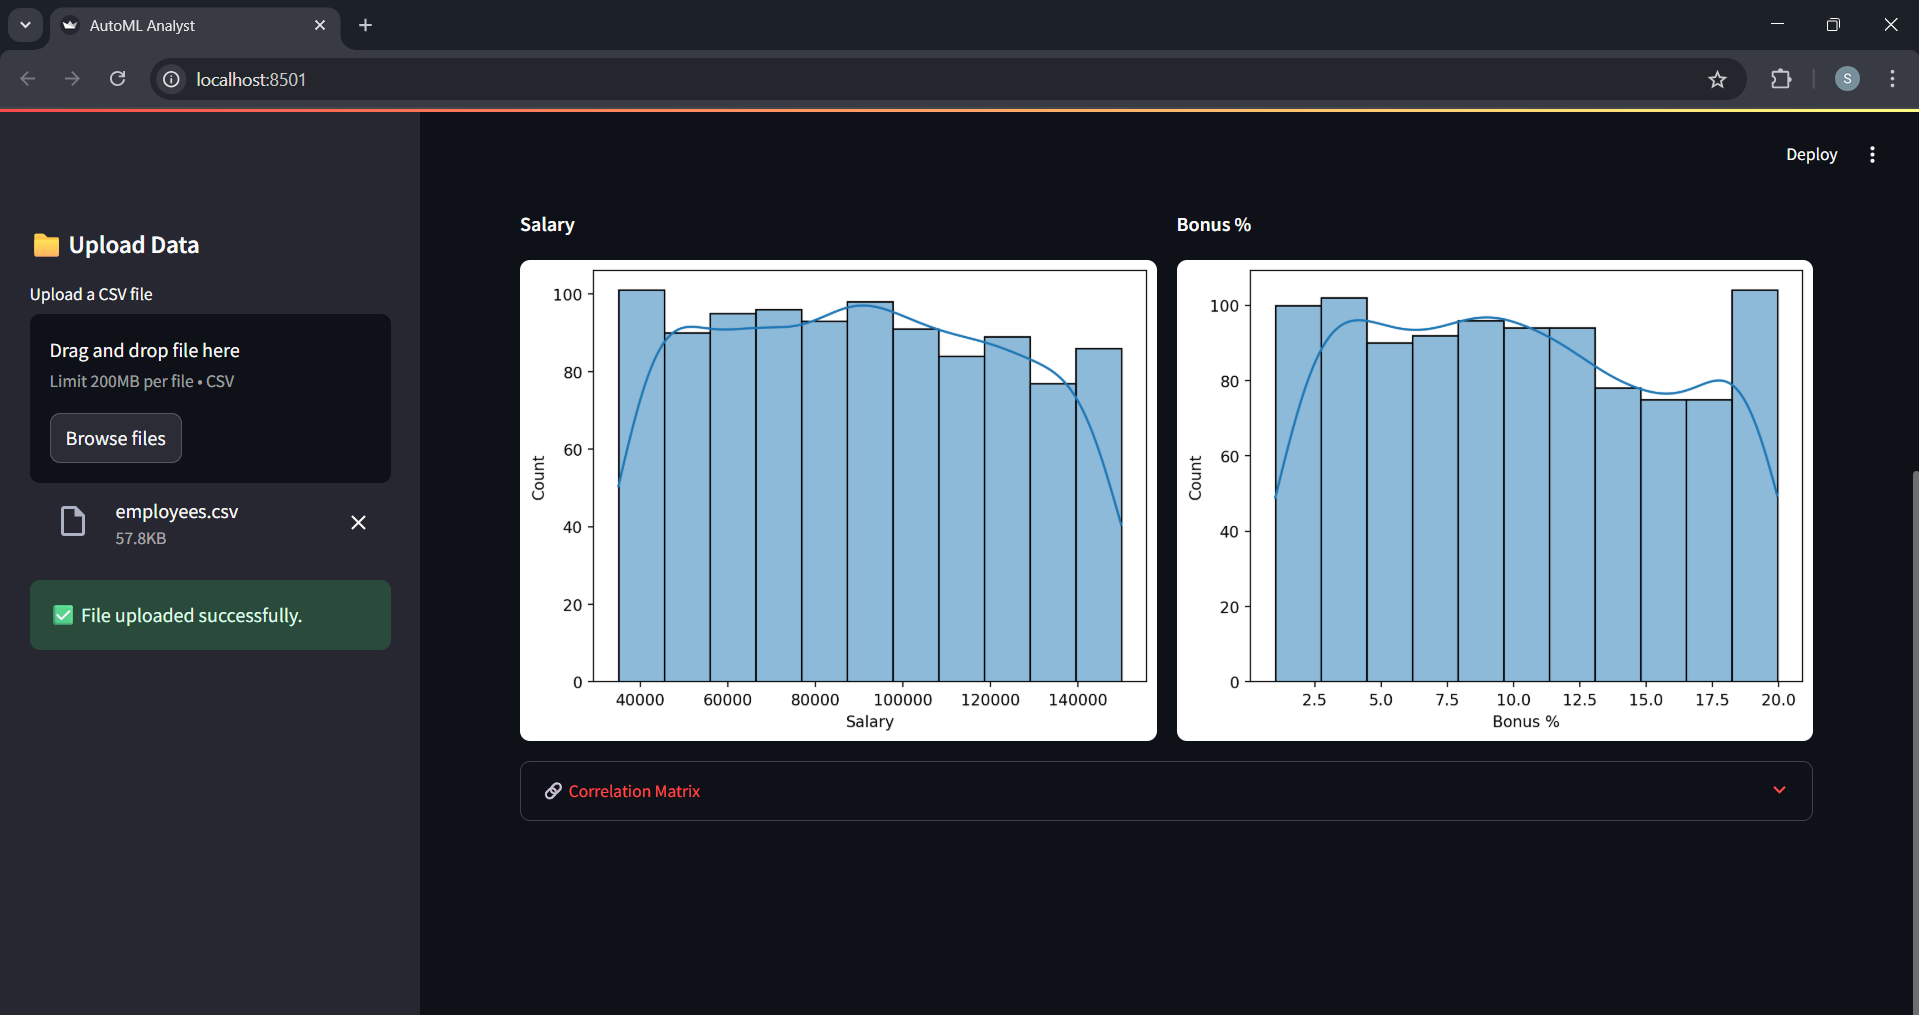 AutoML Analyst
localhost:8501
S
Deploy
Upload Data
Upload a CSV file
Drag and drop file here
Limit 200MB per file • CSV
Browse files
employees.csv
57.8KB
File uploaded successfully.
Salary
100
80
60
40
20
0
Count
40000 60000 80000 100000 120000 140000
Salary
Bonus %
100
80
60
40
20
0
Count
2.5 5.0 7.5 10.0 12.5 15.0 17.5 20.0
Bonus %
Correlation Matrix